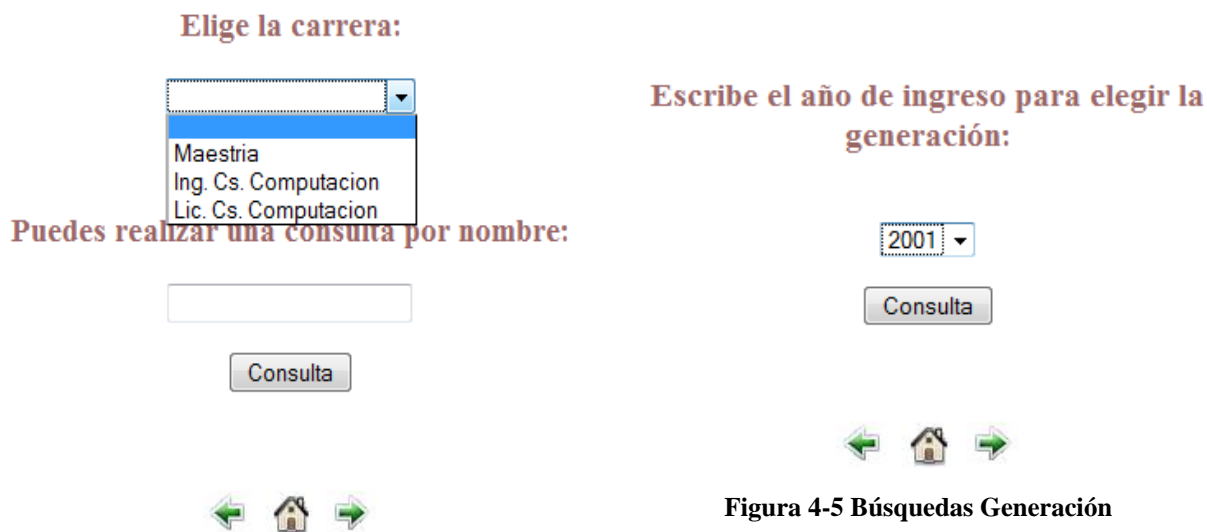 Elige la carrera:
Maestria
Ing. Cs. Computacion
Lic. Cs. Computacion
Puedes realizar una consulta por nombre:
Consulta
Escribe el año de ingreso para elegir la
generación:
2001
Consulta
Figura 4-5 Búsquedas Generación